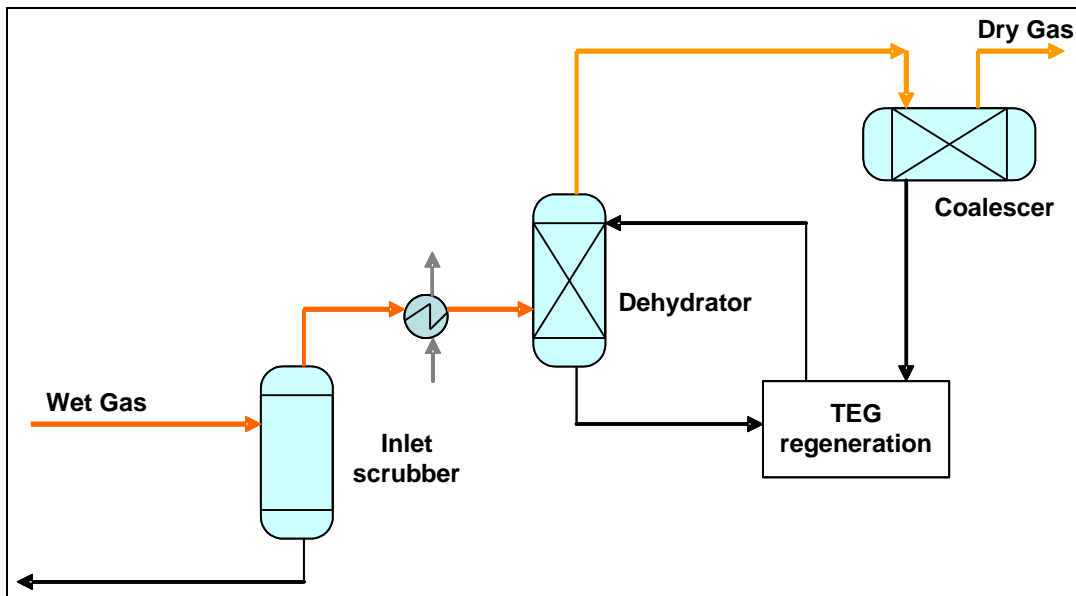 Dry Gas
Coalescer
Dehydrator
Wet Gas
Inlet
scrubber
TEG
regeneration